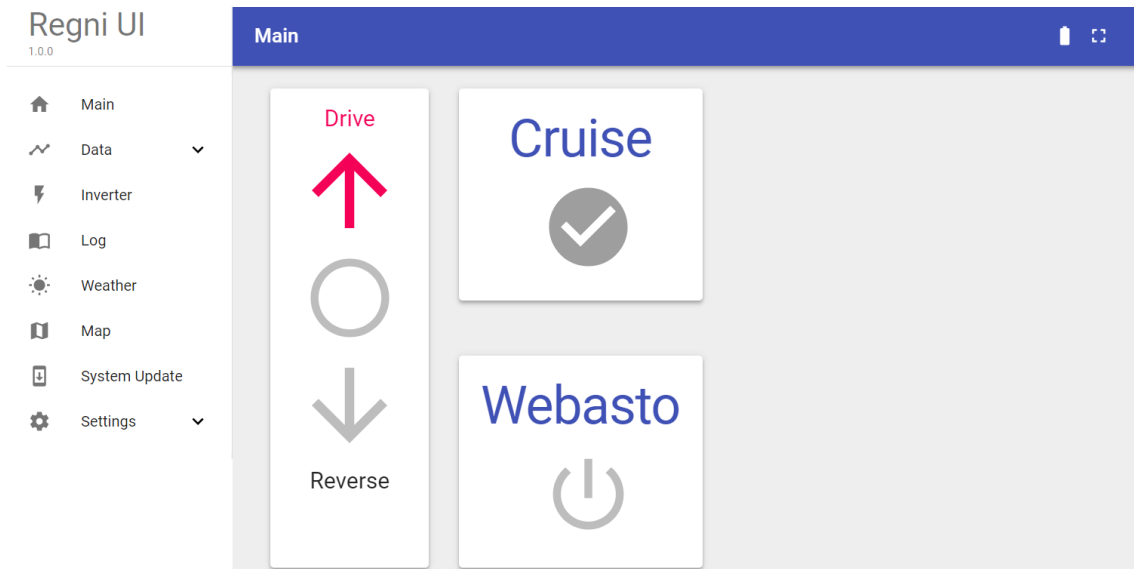 Regni UI
1.0.0
Main
Data
Inverter
Log
Weather
Map
System Update
Settings
Main
Drive
Reverse
Cruise
Webasto